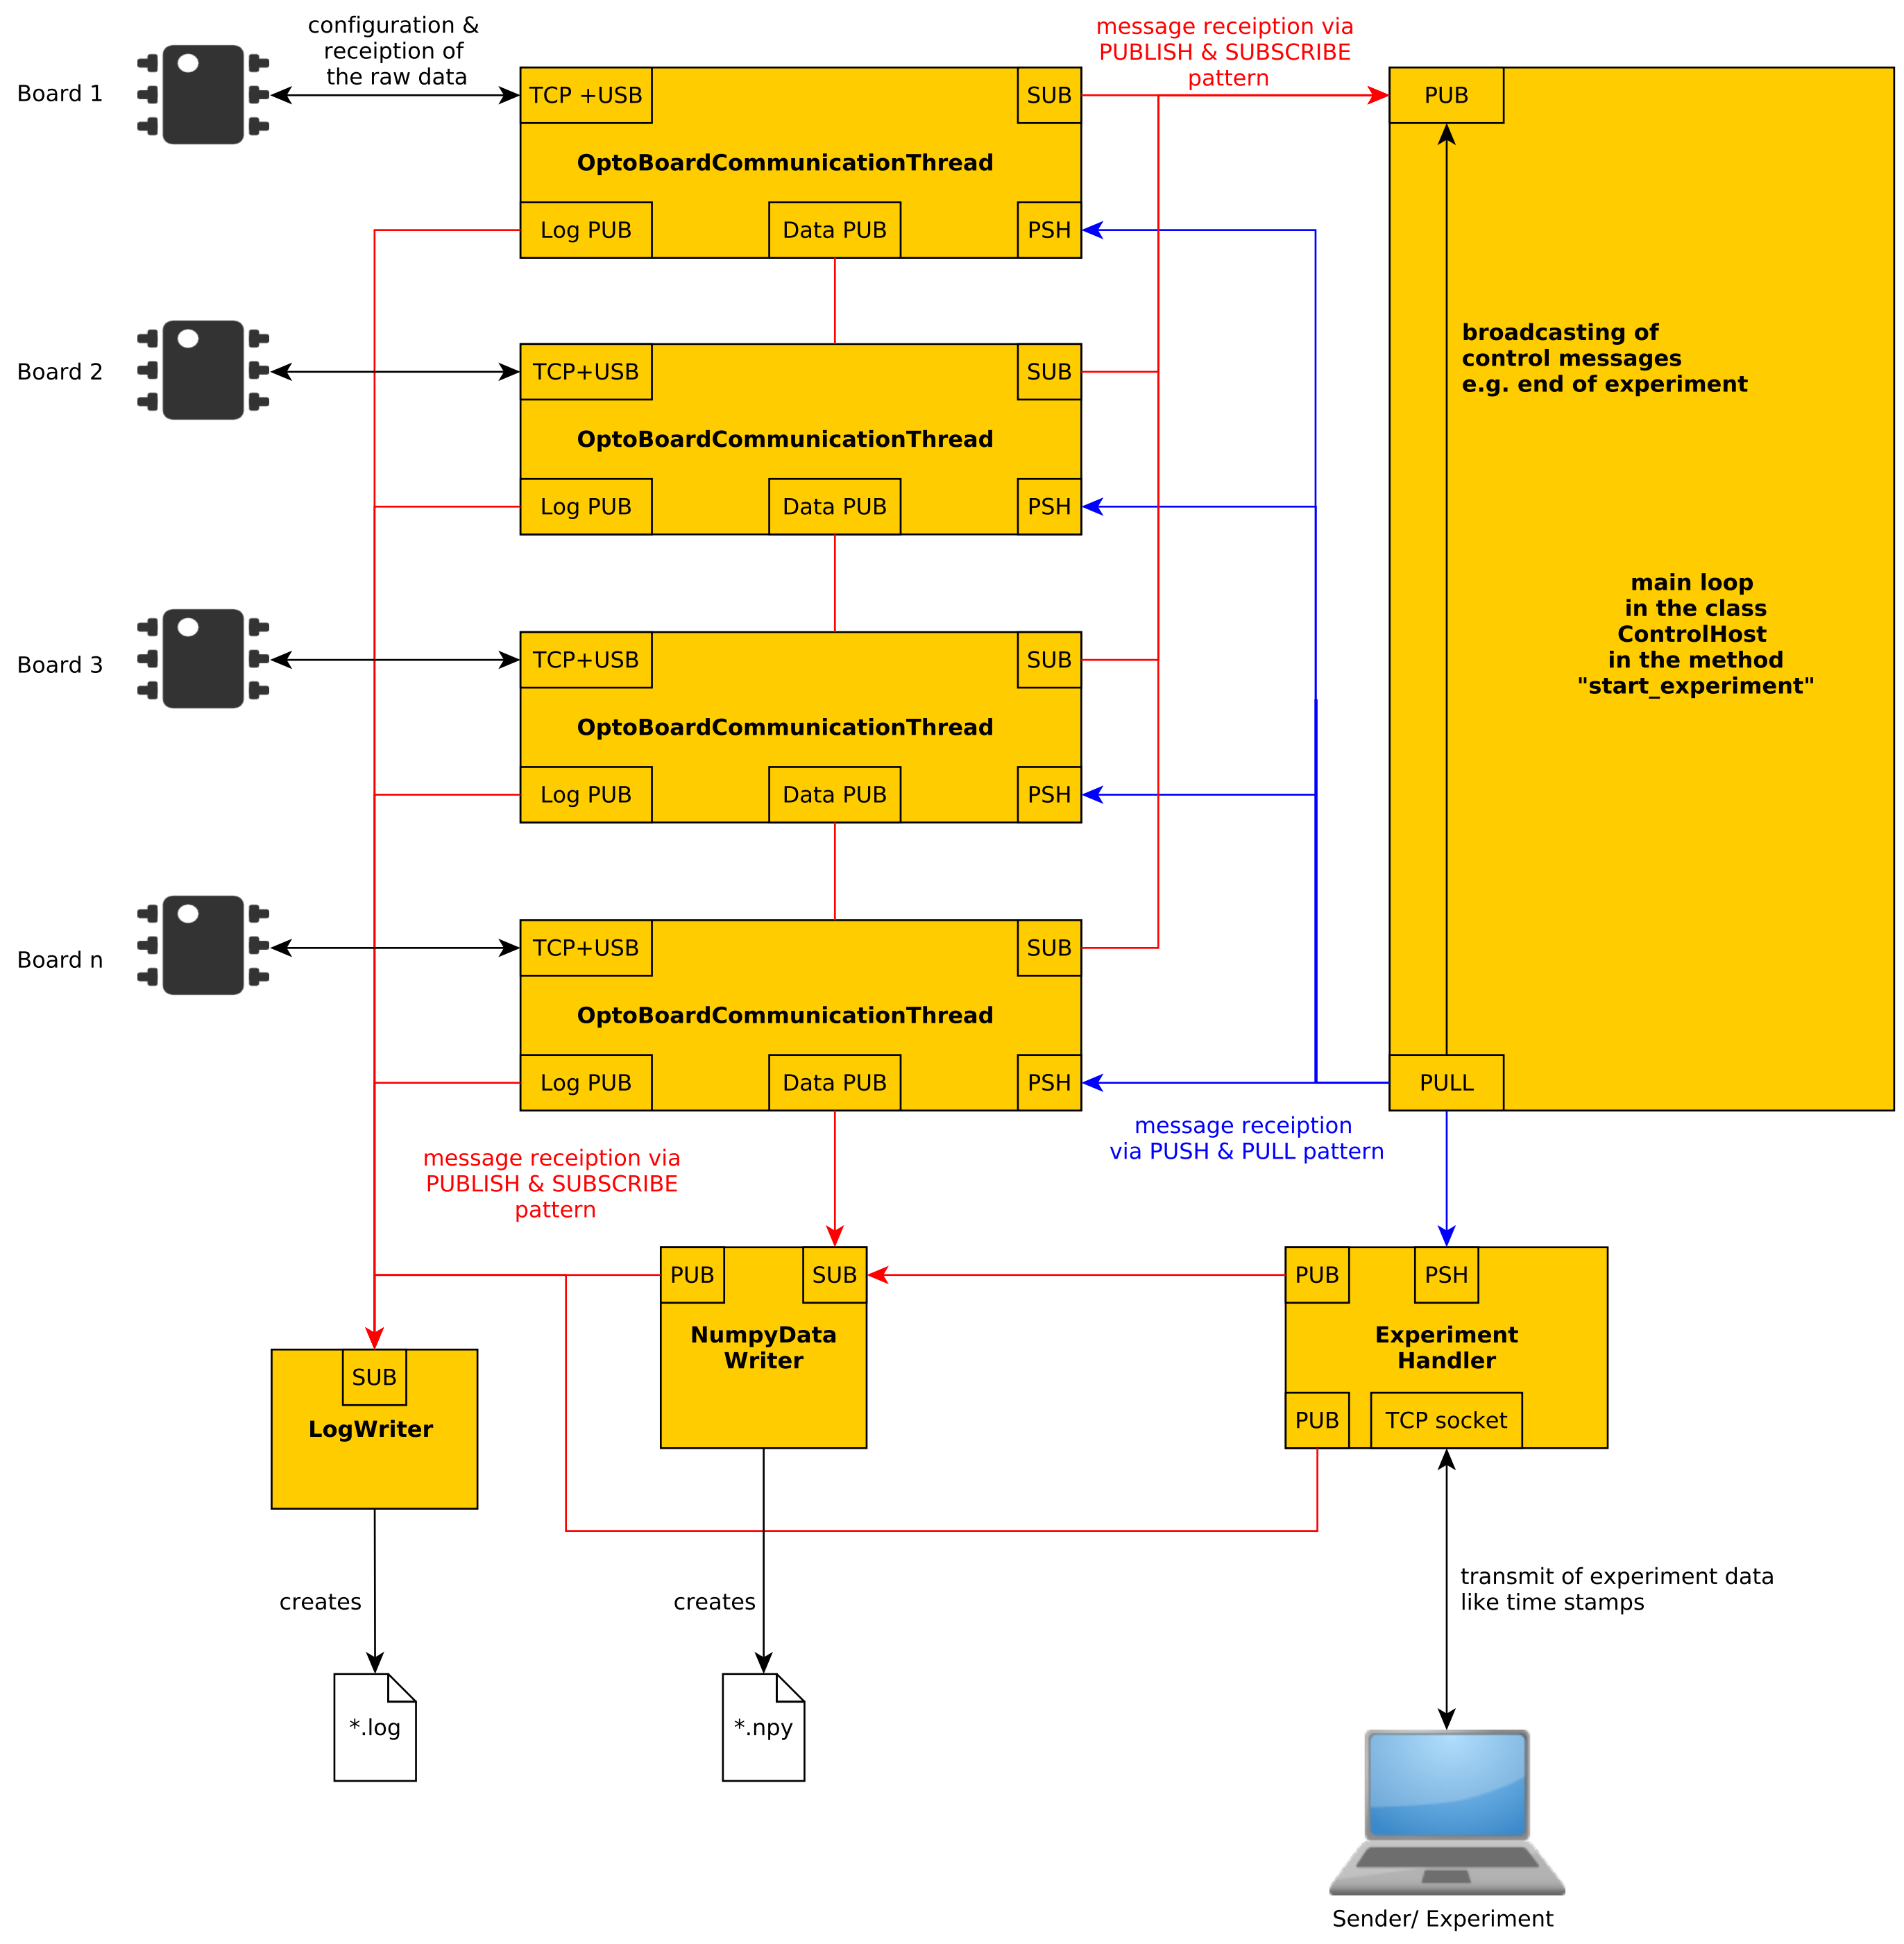 configuration &
receiption of
the raw data
message receiption via
PUBLISH & SUBSCRIBE
pattern
Board 1
TCP +USB
SUB
PUB
OptoBoardCommunicationThread
Log PUB
Data PUB
PSH
broadcasting of
control messages
e.g. end of experiment
Board 2
TCP+USB
SUB
OptoBoardCommunicationThread
Log PUB
Data PUB
PSH
main loop
in the class
ControlHost
in the method
"start_experiment"
Board 3
TCP+USB
SUB
OptoBoardCommunicationThread
Log PUB
Data PUB
PSH
Board n
TCP+USB
SUB
OptoBoardCommunicationThread
Log PUB
Data PUB
PSH
PULL
message receiption
via PUSH & PULL pattern
message receiption via
PUBLISH & SUBSCRIBE
pattern
PUB
SUB
NumpyData
Writer
PUB
PSH
Experiment
Handler
PUB
TCP socket
SUB
LogWriter
creates
creates
transmit of experiment data
like time stamps
*.log
*.npy
Sender/ Experiment